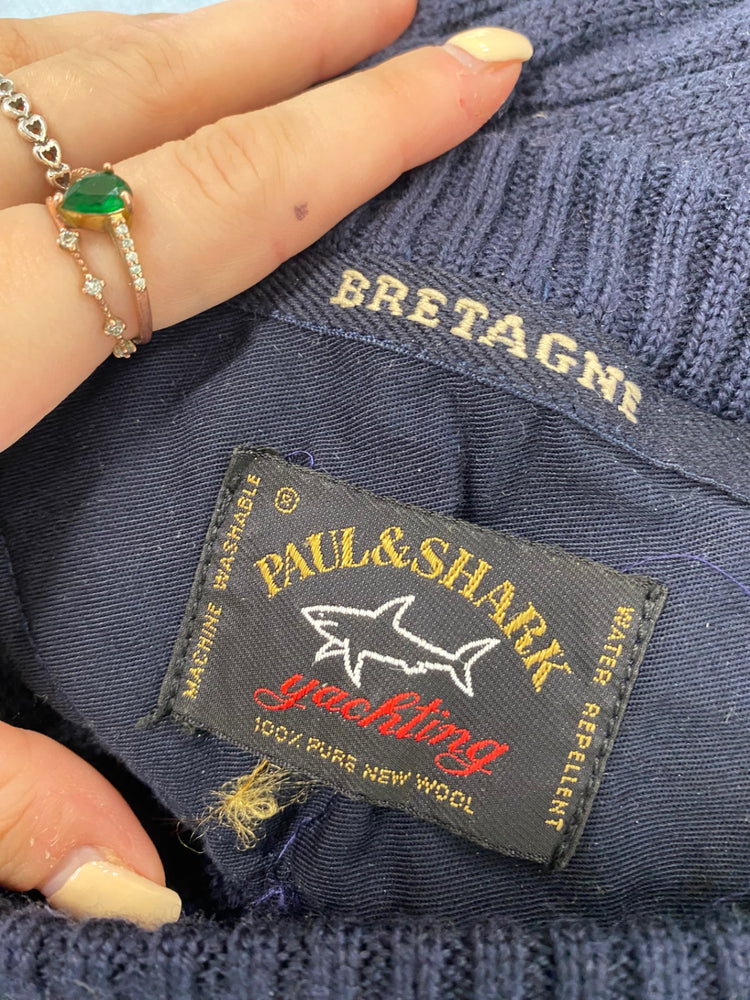 BRETAGNE
®
PAUL&SHARK
yachting
100% PURE NEW WOOL
MACHINE WASHABLE
WATER REPELLENT